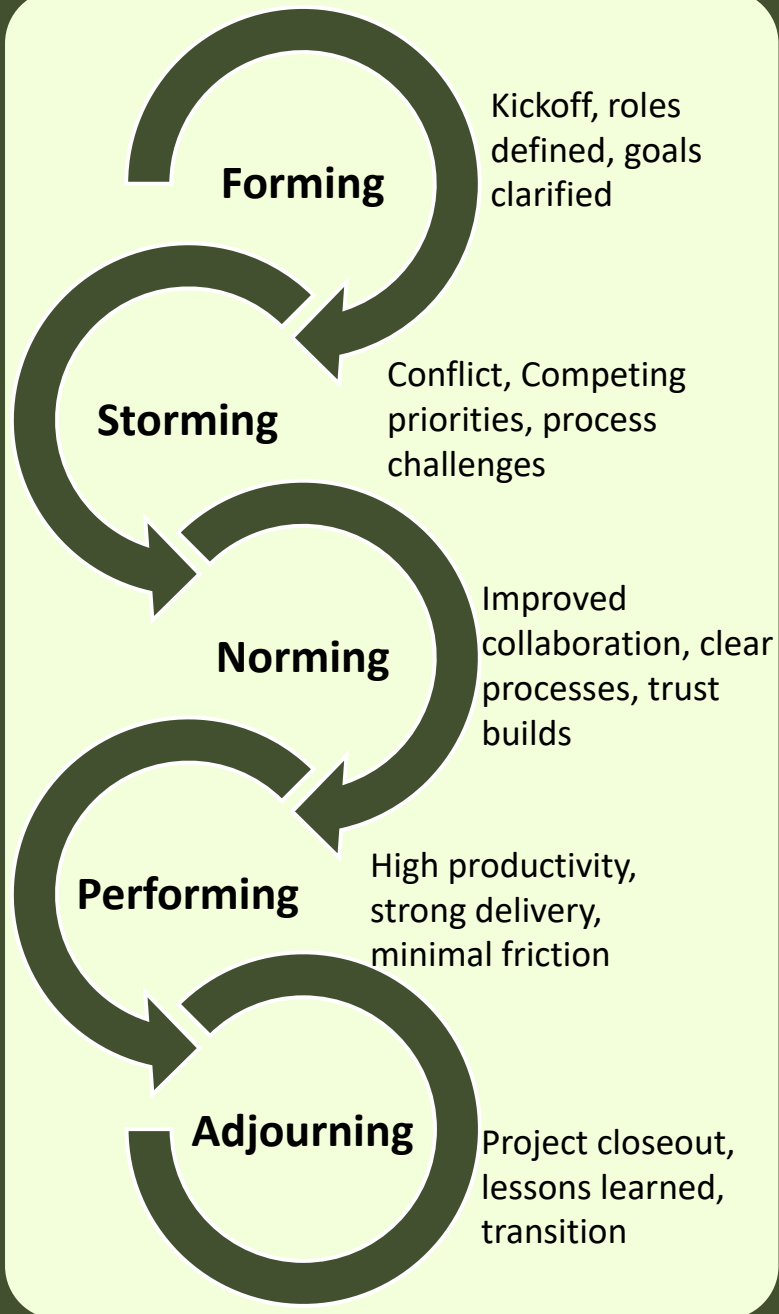 Forming
Kickoff, roles
defined, goals
clarified
Storming
Conflict, Competing
priorities, process
challenges
Norming
Improved
collaboration, clear
processes, trust
builds
Performing
High productivity,
strong delivery,
minimal friction
Adjourning
Project closeout,
lessons learned,
transition